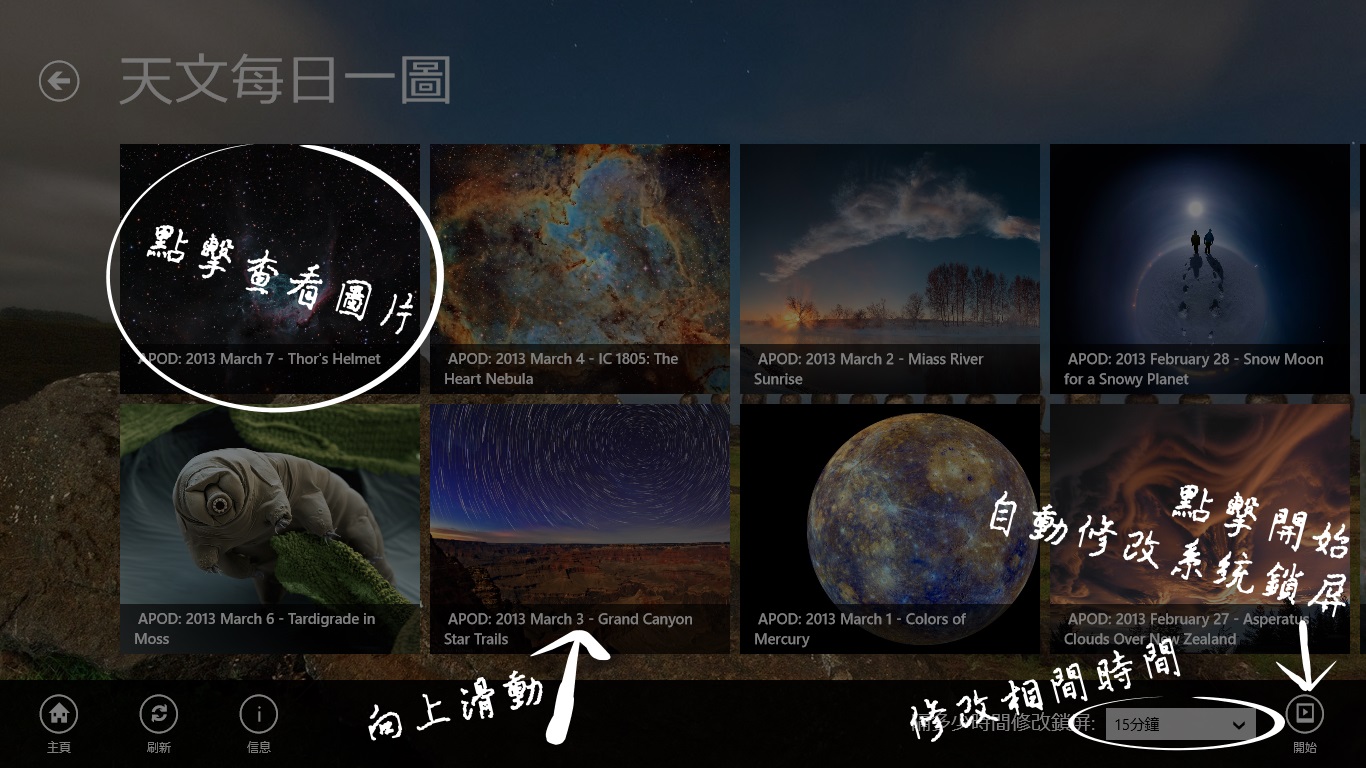 天文每日一圖
點擊查看圖片
APOD: 2013 March 7 - Thor's Helmet
APOD: 2013 March 4 - IC 1805: The
Heart Nebula
APOD: 2013 March 2 - Miass River
Sunrise
APOD: 2013 February 28 - Snow Moon
for a Snowy Planet
APOD: 2013 March 6 - Tardigrade in
Moss
APOD: 2013 March 3 - Grand Canyon
Star Trails
APOD: 2013 March 1 - Colors of
Mercury
APOD: 2013 February 27 - Asperatus
Clouds Over New Zealand
點擊開始
自動修改系统鎖屏
向上滑動
修改相間時間
多少時間修改鎖屏:
15分鐘
主頁
刷新
信息
開始